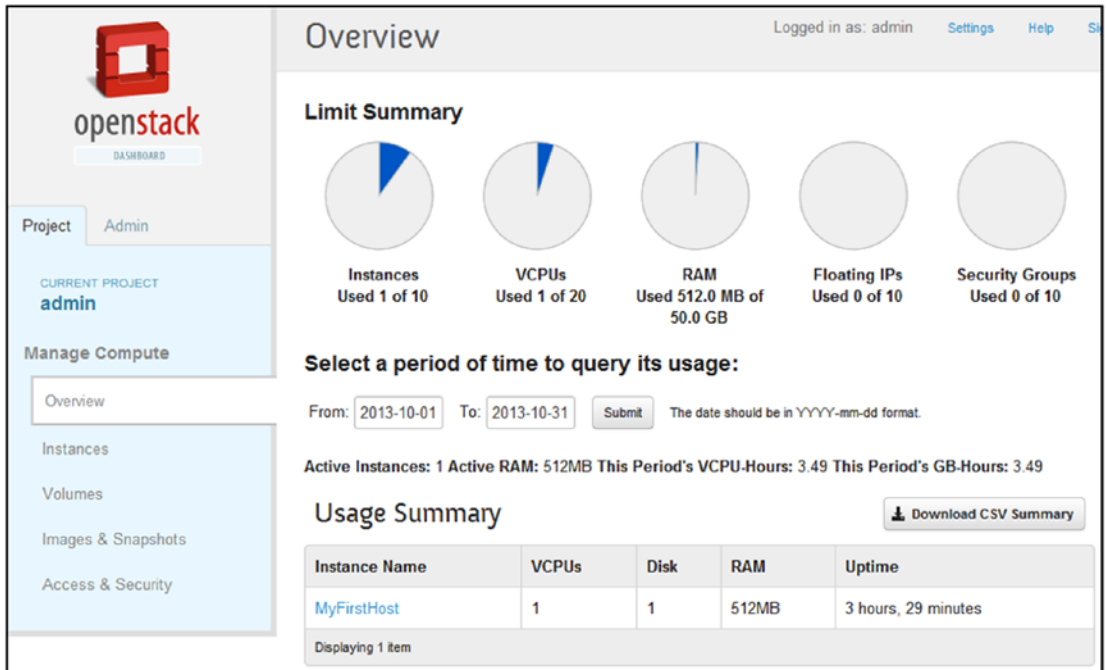 openstack
DASHBOARD
Project Admin
CURRENT PROJECT
admin
Manage Compute
Overview
Instances
Volumes
Images & Snapshots
Access & Security
Overview
Logged in as: admin Settings Help
Limit Summary
Instances
Used 1 of 10
VCPUs
Used 1 of 20
RAM
Used 512.0 MB of
50.0 GB
Floating IPs
Used 0 of 10
Security Groups
Used 0 of 10
Select a period of time to query its usage:
From: 2013-10-01 To: 2013-10-31 Submit The date should be in YYYY-mm-dd format.
Active Instances: 1 Active RAM: 512MB This Period's VCPU-Hours: 3.49 This Period's GB-Hours: 3.49
Usage Summary
Download CSV Summary
Instance Name VCPUs Disk RAM Uptime
MyFirstHost 1 1 512MB 3 hours, 29 minutes
Displaying 1 item